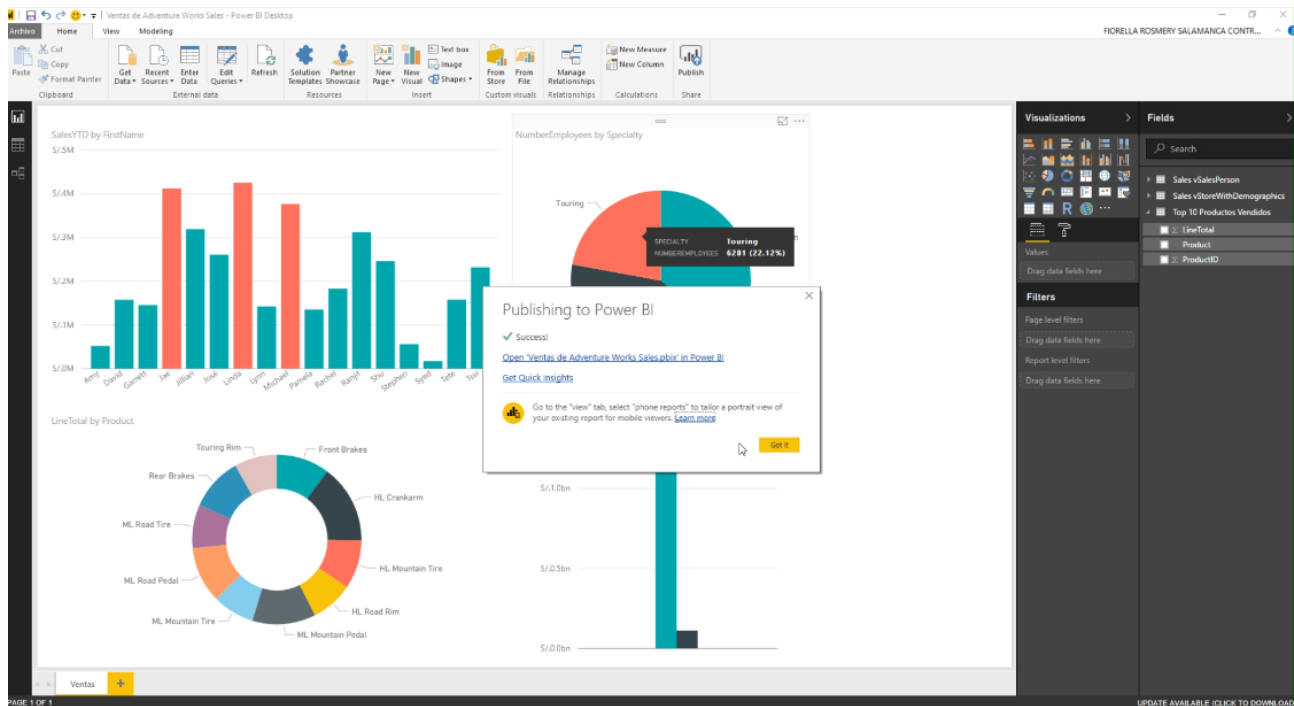 Ventas de Adventure Works Sales - Power BI Desktop
Archivo Home View Modeling
FIORELLA ROSMERY SALAMANCA CONTR...
Paste
Cut
Copy
Format Painter
Clipboard
Get Data
Recent Sources
Enter Data
Edit Queries
Refresh
External data
Solution Templates
Partner Showcase
Resources
New Page
New Visual
Text box
Image
Shapes
Insert
From Store
From File
Custom visuals
Manage Relationships
Relationships
New Measure
New Column
Calculations
Publish
Share
SalesYTD by FirstName
S/.5M
S/.4M
S/.3M
S/.2M
S/.1M
S/.0M
Amy David Garrett Jae Jillian José Linda Lynn Michael Pamela Rachel Ranjit Shu Stephen Syed Tete
NumberEmployees by Specialty
Touring
SPECIALTY Touring
NUMBEREMPLOYEES 6281 (22.12%)
Publishing to Power BI
Success!
Open 'Ventas de Adventure Works Sales.pbix' in Power BI
Get Quick Insights
Go to the "view" tab, select "phone reports" to tailor a portrait view of
your existing report for mobile viewers. Learn more
Got it
LineTotal by Product
Touring Rim
Front Brakes
Rear Brakes
HL Crankarm
ML Road Tire
HL Mountain Tire
ML Road Pedal
HL Road Rim
ML Mountain Tire
ML Mountain Pedal
S/.1.0bn
S/.0.5bn
S/.0.0bn
Visualizations
R
Values
Drag data fields here
Filters
Page level filters
Drag data fields here
Report level filters
Drag data fields here
Fields
Search
Sales vSalesPerson
Sales vStoreWithDemographics
Top 10 Productos Vendidos
Σ LineTotal
Product
Σ ProductID
Ventas +
PAGE 1 OF 1
UPDATE AVAILABLE (CLICK TO DOWNLOAD